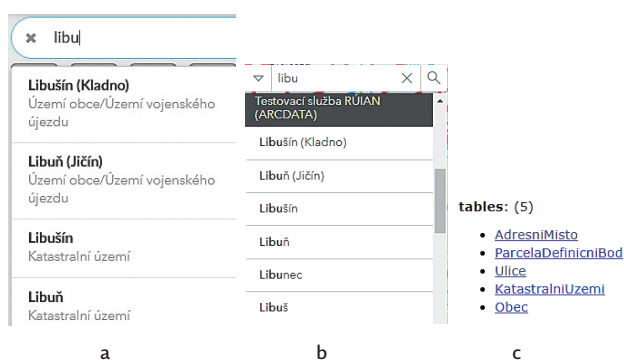 libu
Libušín (Kladno)
Území obce/Území vojenského
újezdu
Libuň (Jičín)
Území obce/Území vojenského
újezdu
Libušín
Katastralní území
Libuň
Katastralní území
a
libu
Testovací služba RÚIAN
(ARCDATA)
Libušín (Kladno)
Libuň (Jičín)
Libušín
Libuň
Libunec
Libuš
b
tables: (5)
AdresniMisto
ParcelaDefinicniBod
Ulice
KatastralniUzemi
Obec
c